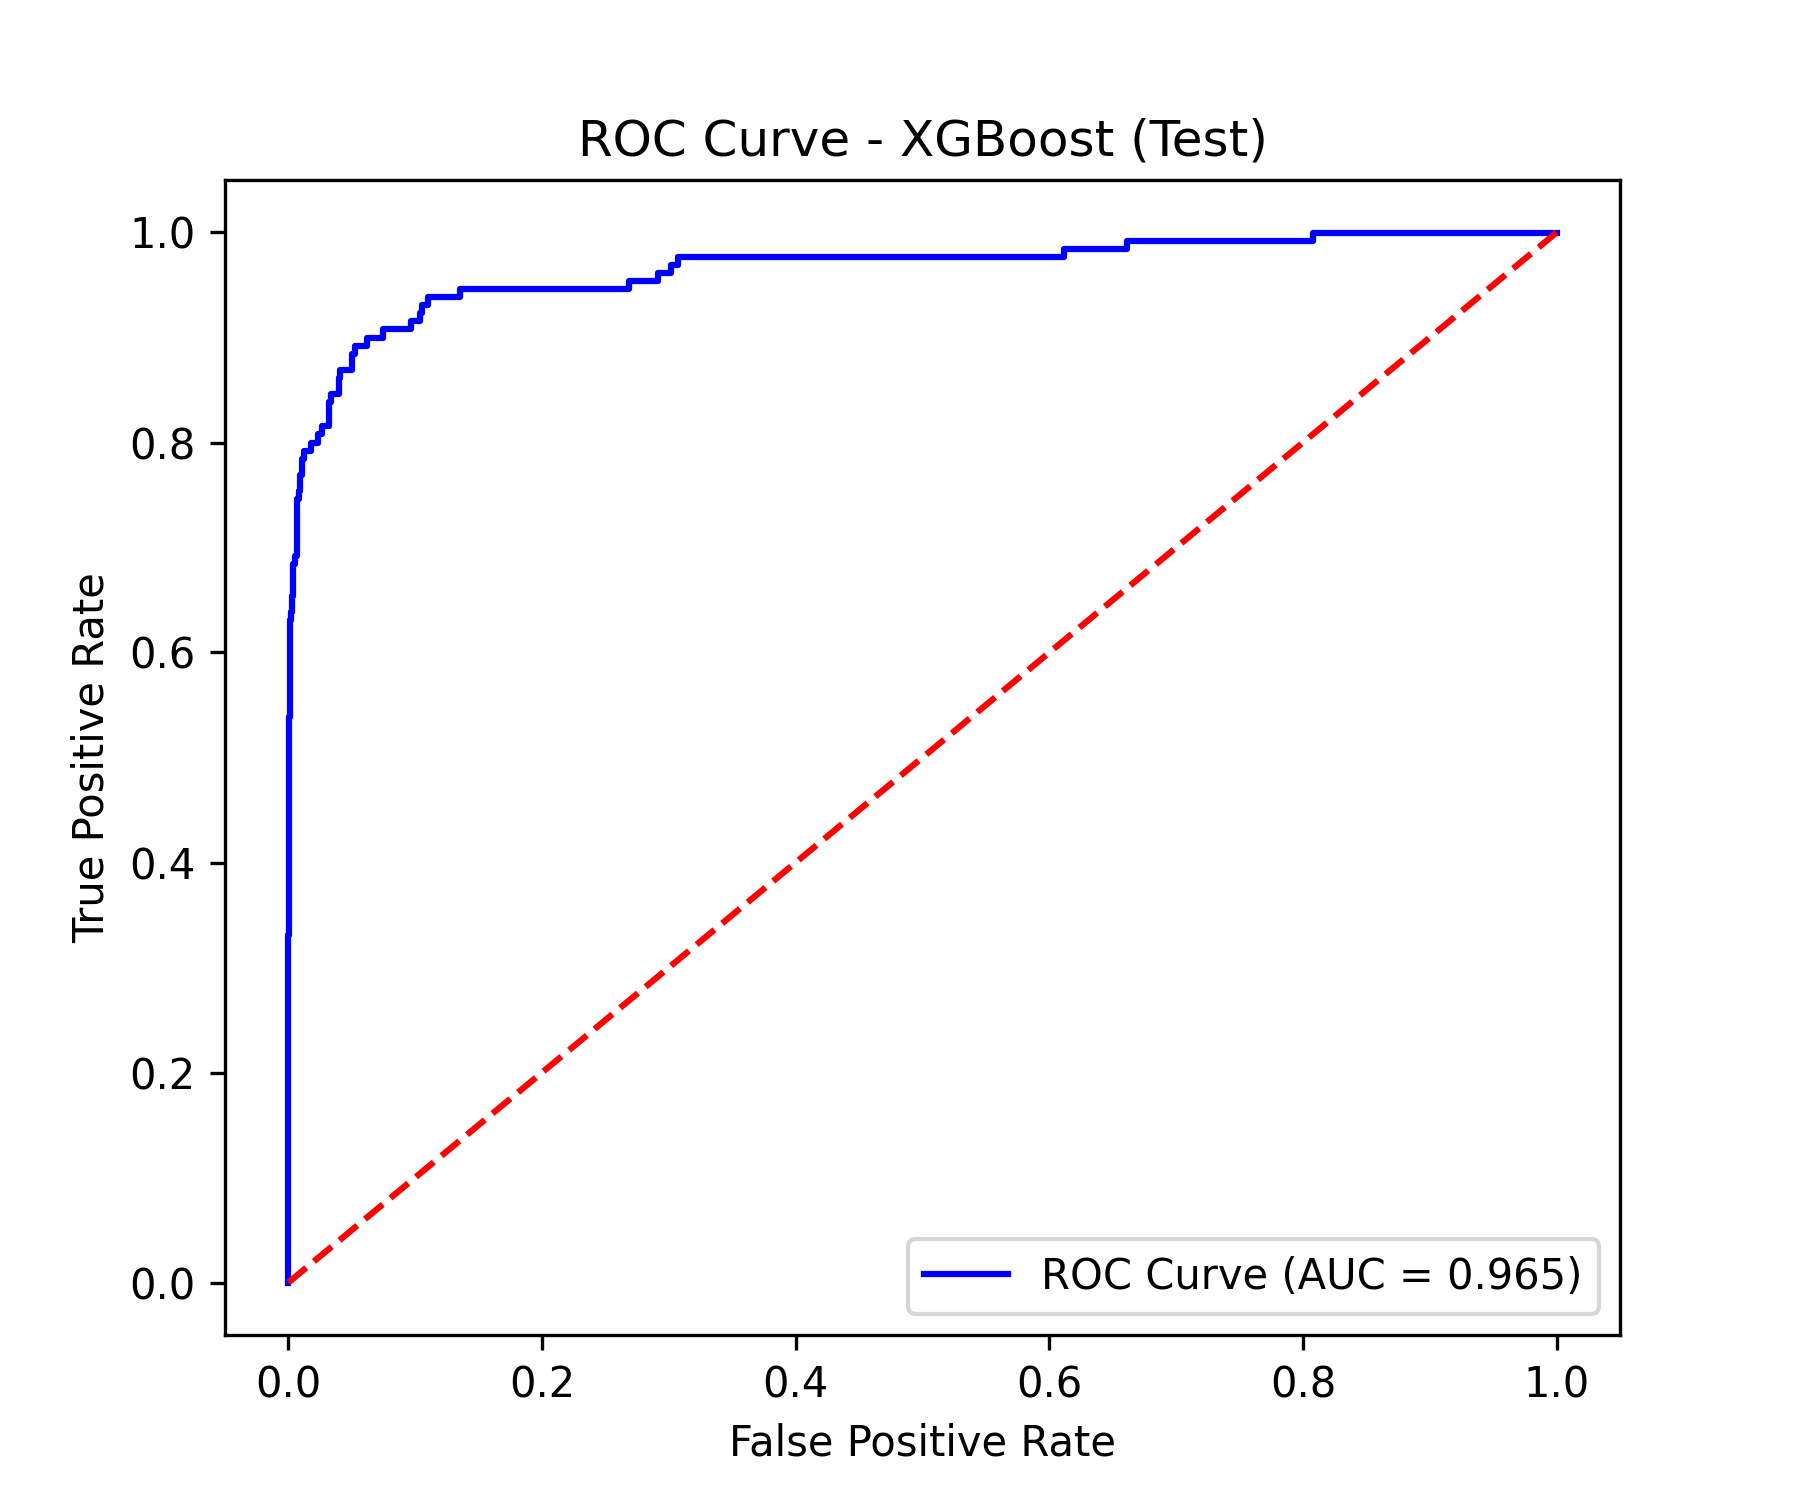 ROC Curve - XGBoost (Test)
1.0
0.8
0.6
0.4
0.2
0.0
True Positive Rate
ROC Curve (AUC = 0.965)
0.0 0.2 0.4 0.6 0.8 1.0
False Positive Rate